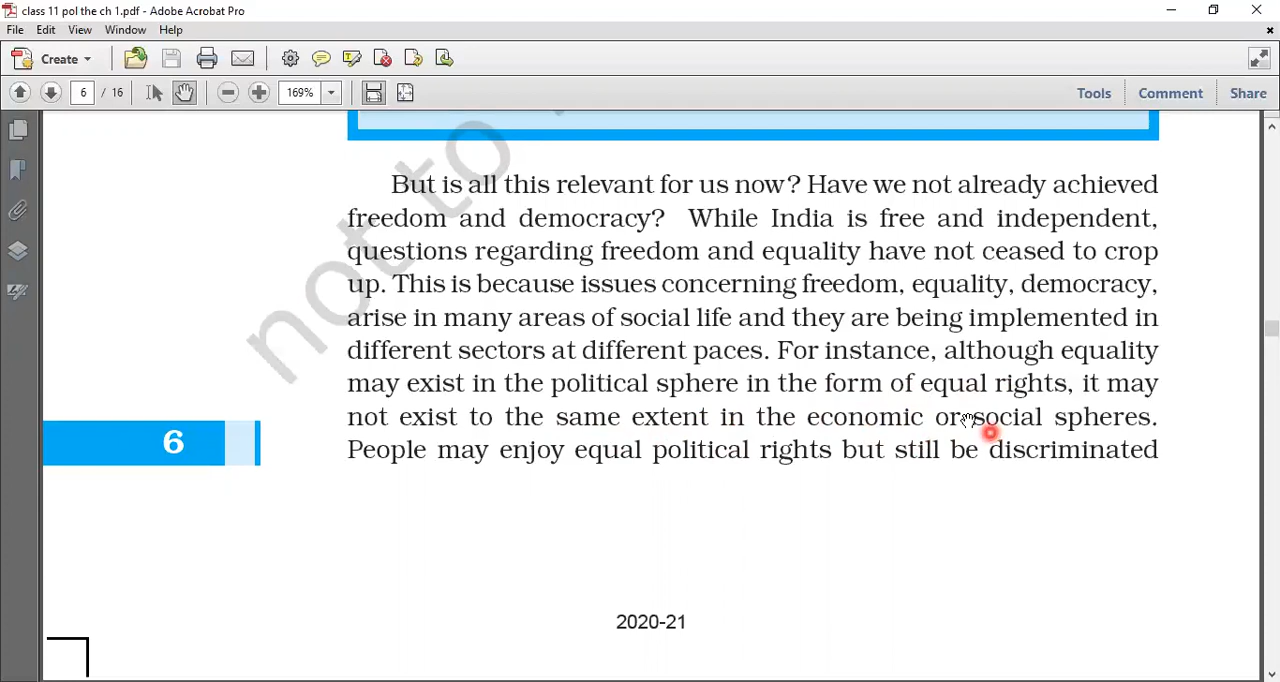 class 11 pol the ch 1.pdf - Adobe Acrobat Pro
File Edit View Window Help
Create
6 / 16 169% Tools Comment Share
not to
But is all this relevant for us now? Have we not already achieved
freedom and democracy? While India is free and independent,
questions regarding freedom and equality have not ceased to crop
up. This is because issues concerning freedom, equality, democracy,
arise in many areas of social life and they are being implemented in
different sectors at different paces. For instance, although equality
may exist in the political sphere in the form of equal rights, it may
not exist to the same extent in the economic or social spheres.
6
People may enjoy equal political rights but still be discriminated
2020-21